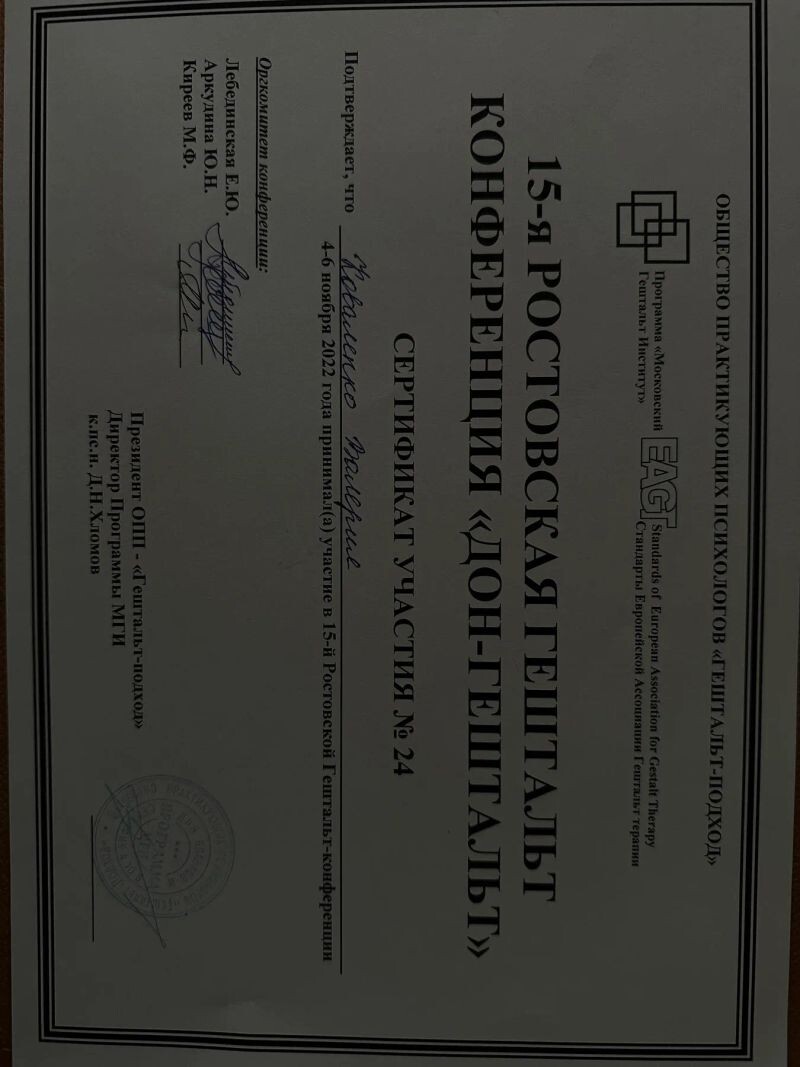 ОБЩЕСТВО ПРАКТИКУЮЩИХ ПСИХОЛОГОВ «ГЕШТАЛЬТ-ПОДХОД»
Программа «Московский
Гештальт Институт»
EAGT
Standards of European Association for Gestalt Therapy
Стандарты Европейской Ассоциации Гештальт терапии
15-я РОСТОВСКАЯ ГЕШТАЛЬТ
КОНФЕРЕНЦИЯ «ДОН-ГЕШТАЛЬТ»
СЕРТИФИКАТ УЧАСТИЯ № 24
Подтверждает, что Коваленко Валерия
4-6 ноября 2022 года принимал(а) участие в 15-й Ростовской Гештальт-конференции
Оргкомитет конференции:
Лебединская Е.Ю.
Аркудина Ю.Н.
Киреев М.Ф.
Президент ОПП - «Гештальт-подход»
Директор Программы МГИ
к.пс.н. Д.Н.Хломов
ПРОГРАММА